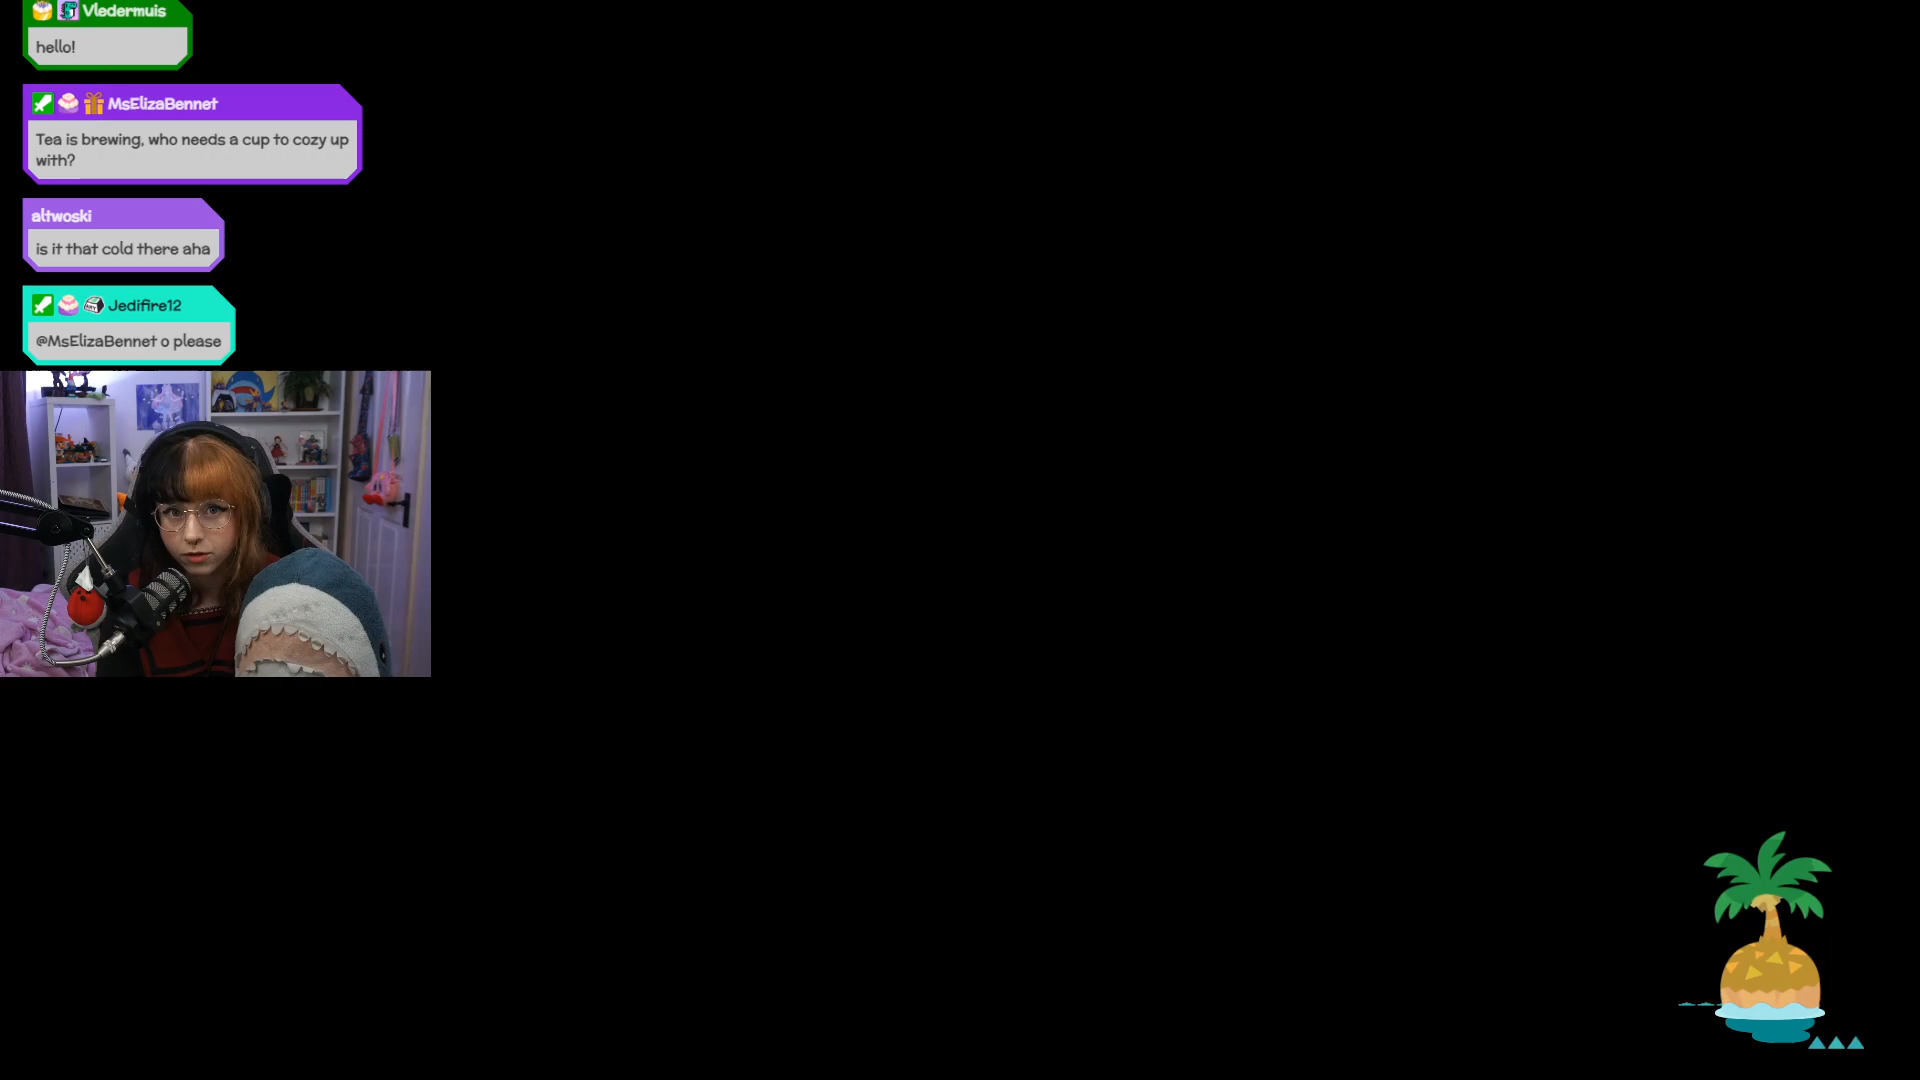 Vledermuis
hello!
MsElizaBennet
Tea is brewing, who needs a cup to cozy up
with?
altwoski
is it that cold there aha
Jedifire12
@MsElizaBennet o please